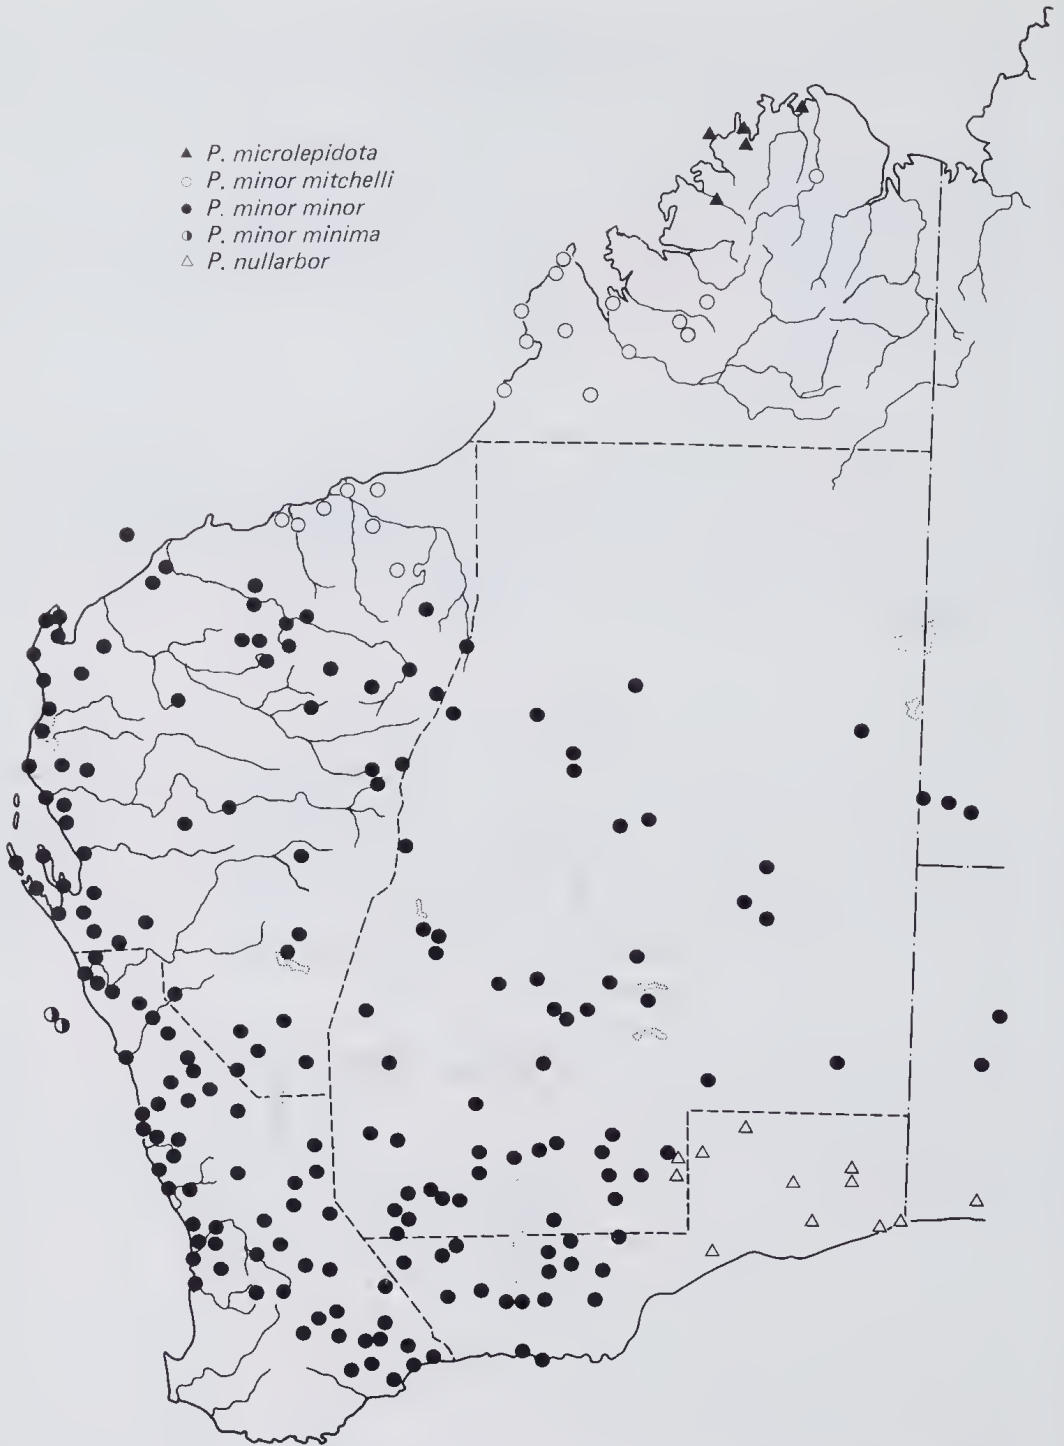 ▲ P. microlepidota
○ P. minor mitchelli
● P. minor minor
◑ P. minor minima
△ P. nullarbor